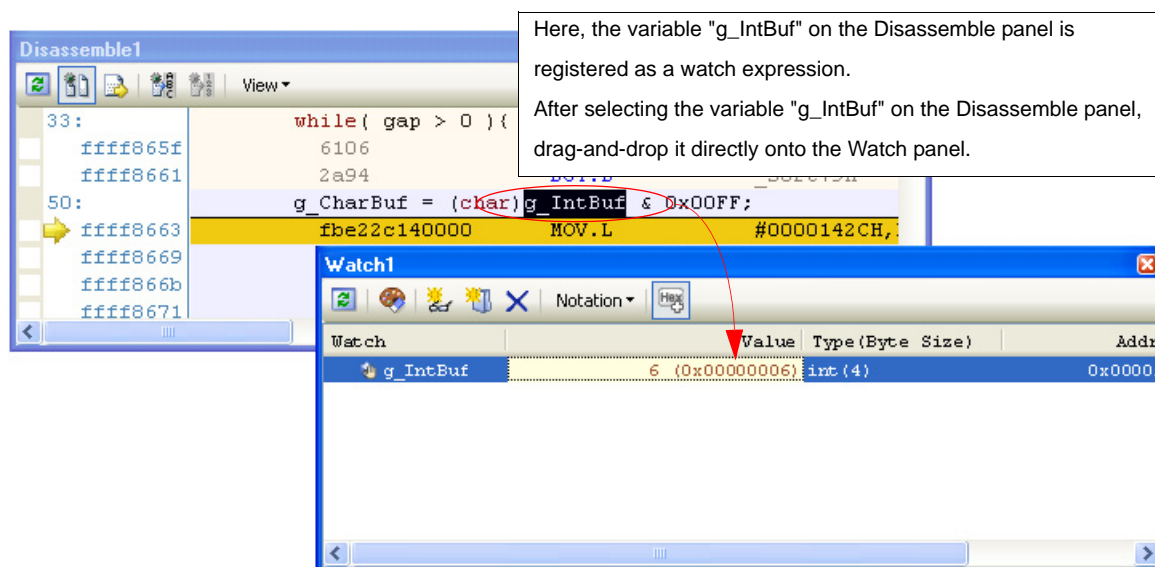 Here, the variable "g_IntBuf" on the Disassemble panel is
registered as a watch expression.
After selecting the variable "g_IntBuf" on the Disassemble panel,
drag-and-drop it directly onto the Watch panel.
Disassemble1
View
33: while( gap > 0 ){
ffff865f 6106
ffff8661 2a94
50: g_CharBuf = (char)g_IntBuf & 0x00FF;
ffff8663 fbe22c140000 MOV.L #0000142CH,
ffff8669
ffff866b
ffff8671
Watch1
Notation Hex
Watch Value Type(Byte Size) Addr
g_IntBuf 6 (0x00000006) int(4) 0x0000